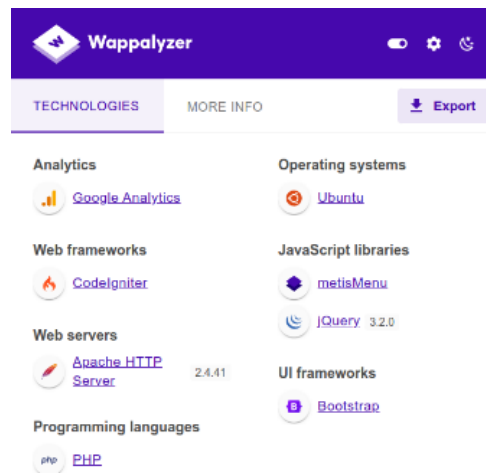 Wappalyzer
TECHNOLOGIES
MORE INFO
Export
Analytics
Google Analytics
Web frameworks
CodeIgniter
Web servers
Apache HTTP
Server
2.4.41
Programming languages
php
PHP
Operating systems
Ubuntu
JavaScript libraries
metisMenu
jQuery 3.2.0
UI frameworks
B
Bootstrap